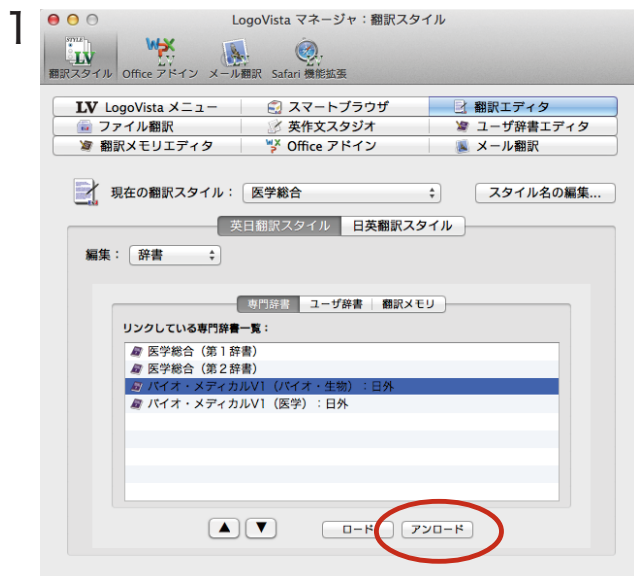 1
LogoVista マネージャ：翻訳スタイル
STYLE
LV
翻訳スタイル Office アドイン メール翻訳 Safari 機能拡張
LV LogoVista メニュー スマートブラウザ 翻訳エディタ
ファイル翻訳 英作文スタジオ ユーザ辞書エディタ
翻訳メモリエディタ Office アドイン メール翻訳
現在の翻訳スタイル： 医学総合 スタイル名の編集...
英日翻訳スタイル 日英翻訳スタイル
編集： 辞書
専門辞書 ユーザ辞書 翻訳メモリ
リンクしている専門辞書一覧：
医学総合（第１辞書）
医学総合（第２辞書）
バイオ・メディカルV1（バイオ・生物）：日外
バイオ・メディカルV1（医学）：日外
▲ ▼ ロード アンロード